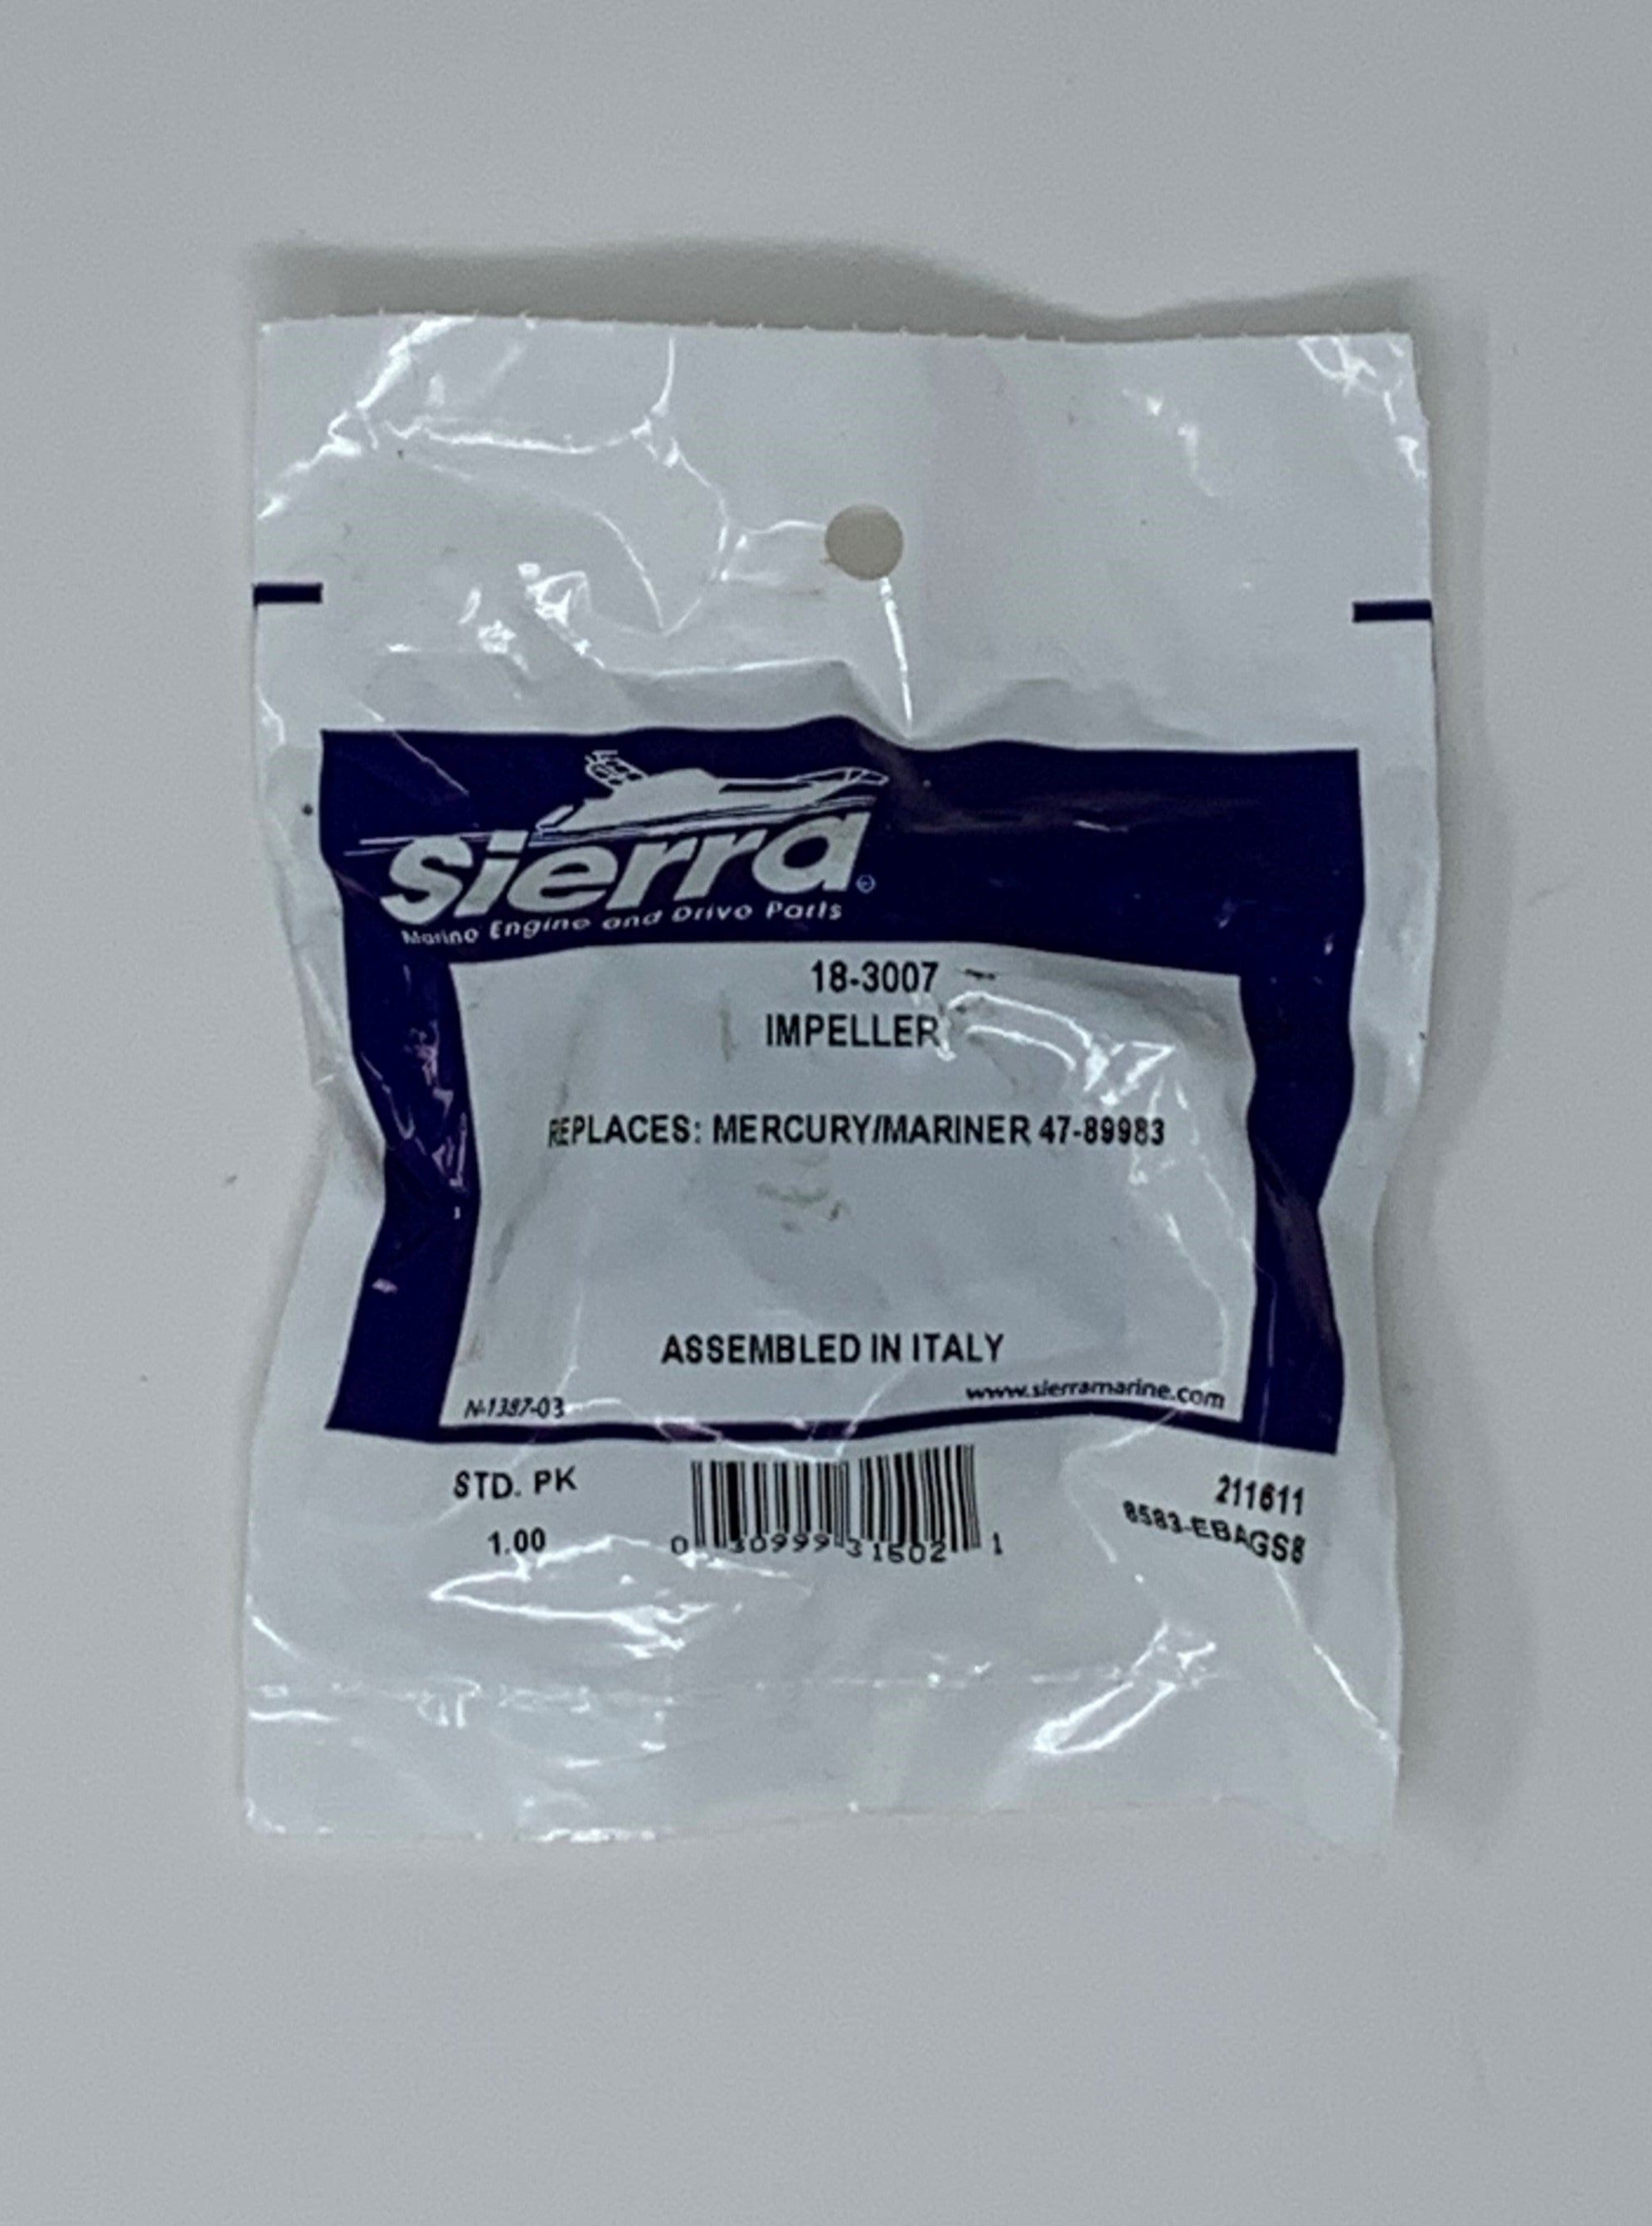 sierra
Marine Engine and Drive Parts
18-3007
IMPELLER
REPLACES: MERCURY/MARINER 47-89983
ASSEMBLED IN ITALY
N-1387-03
www.sierramarine.com
STD. PK
1.00
0 30999 31602 1
211611
8583-EBAGS8